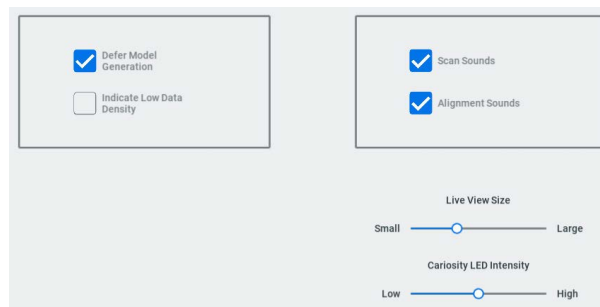 Defer Model
Generation
Indicate Low Data
Density
Scan Sounds
Alignment Sounds
Live View Size
Small Large
Cariosity LED Intensity
Low High